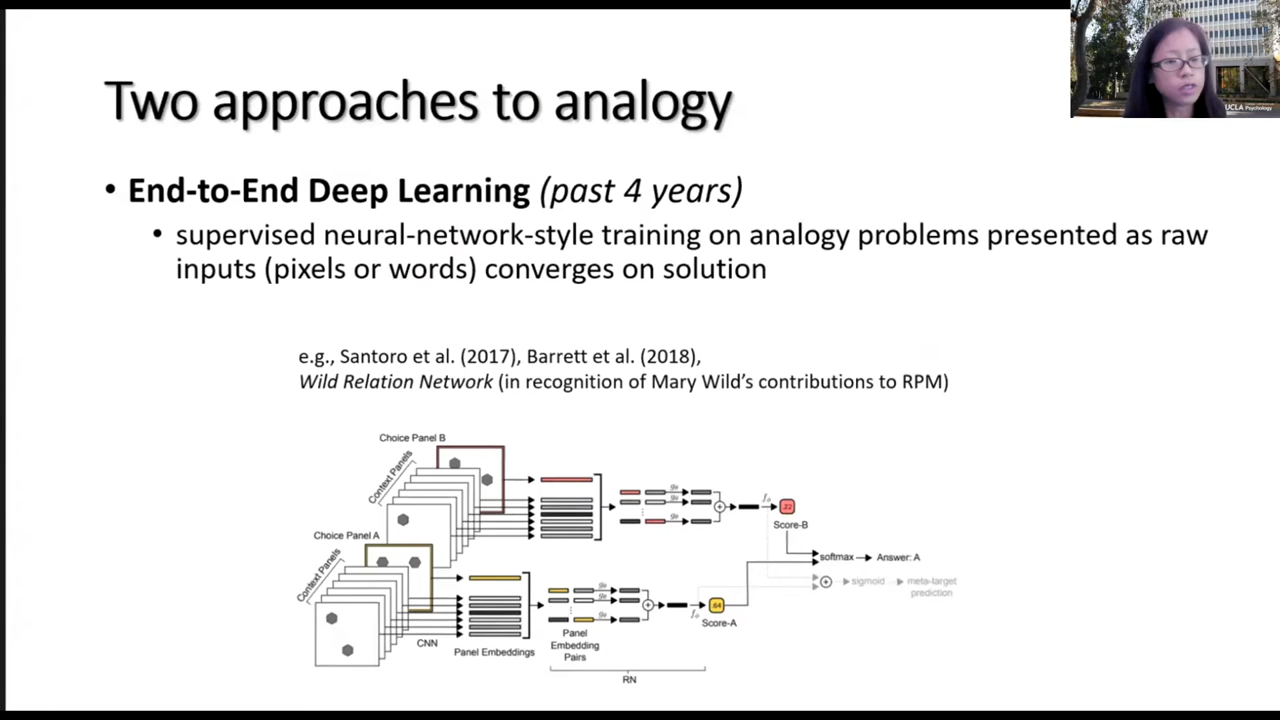 Two approaches to analogy
UCLA Psychology
• End-to-End Deep Learning (past 4 years)
• supervised neural-network-style training on analogy problems presented as raw
inputs (pixels or words) converges on solution
e.g., Santoro et al. (2017), Barrett et al. (2018),
Wild Relation Network (in recognition of Mary Wild's contributions to RPM)
Choice Panel B
Context Panels
Choice Panel A
Context Panels
CNN
Panel Embeddings
Panel
Embedding
Pairs
RN
.22
Score-B
softmax
Answer: A
sigmoid
meta-target
prediction
.64
Score-A